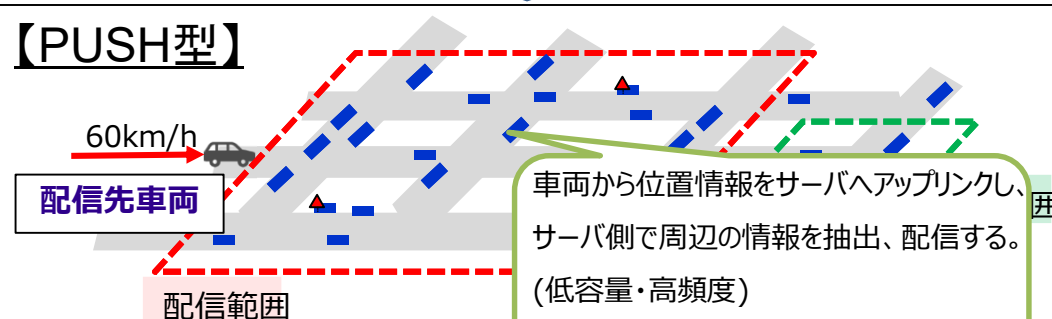 【PUSH型】
60km/h
配信先車両
車両から位置情報をサーバへアップリンクし、
サーバ側で周辺の情報を抽出、配信する。
(低容量・高頻度)
囲
配信範囲